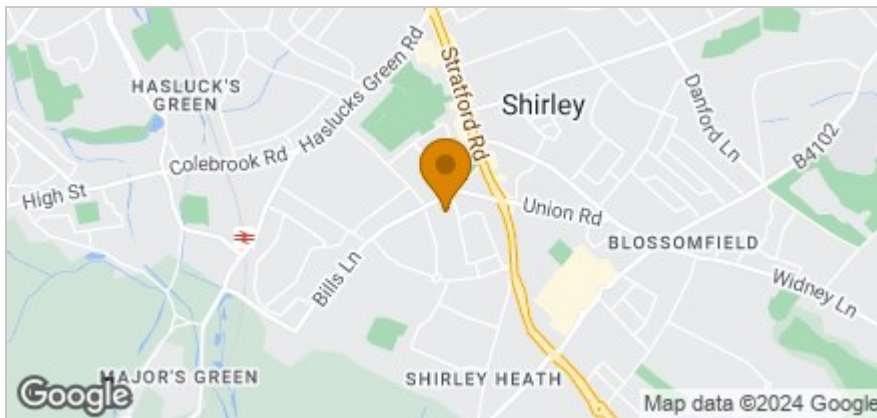 HASLUCK'S
GREEN
Haslucks Green Rd
Stratford Rd
Shirley
Danford Ln
B4102
Colebrook Rd
High St
Union Rd
BLOSSOMFIELD
Bills Ln
Widney Ln
MAJOR'S GREEN
SHIRLEY HEATH
Google
Map data ©2024 Google